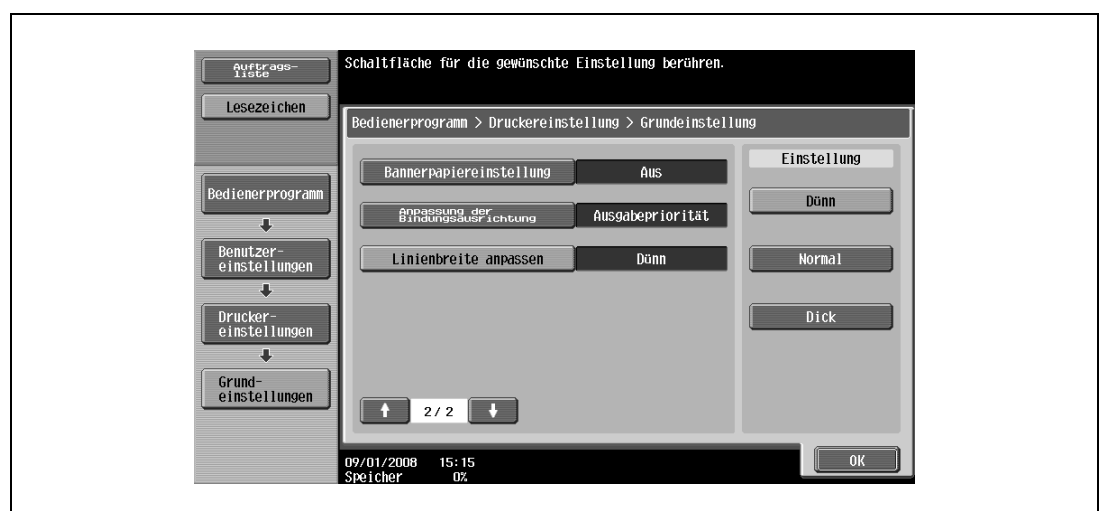 Auftrags-
liste
Lesezeichen
Bedienerprogramm
Benutzer-
einstellungen
Drucker-
einstellungen
Grund-
einstellungen
Schaltfläche für die gewünschte Einstellung berühren.
Bedienerprogramm > Druckereinstellung > Grundeinstellung
Bannerpapiereinstellung Aus
Anpassung der
Bindungsausrichtung Ausgabepriorität
Linienbreite anpassen Dünn
2/ 2
Einstellung
Dünn
Normal
Dick
09/01/2008 15:15
Speicher 0%
OK